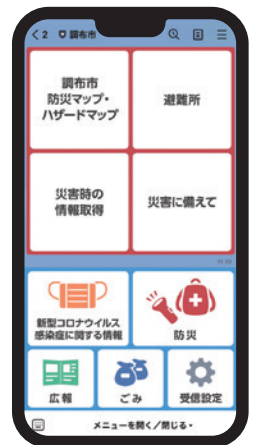 2 調布市
調布市
防災マップ・
ハザードマップ
避難所
災害時の
情報取得
災害に備えて
新型コロナウイルス
感染症に関する情報
防災
広報
ごみ
受信設定
メニューを開く／閉じる